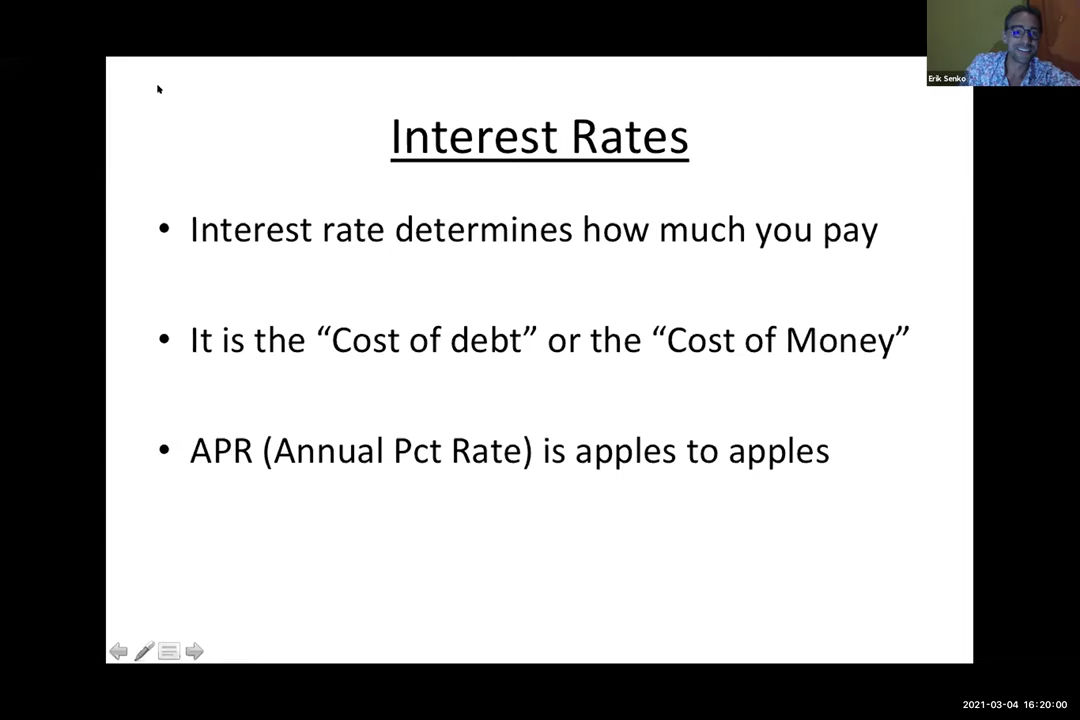 Erik Senko
Interest Rates
• Interest rate determines how much you pay
• It is the “Cost of debt” or the “Cost of Money”
• APR (Annual Pct Rate) is apples to apples
2021-03-04 16:20:00